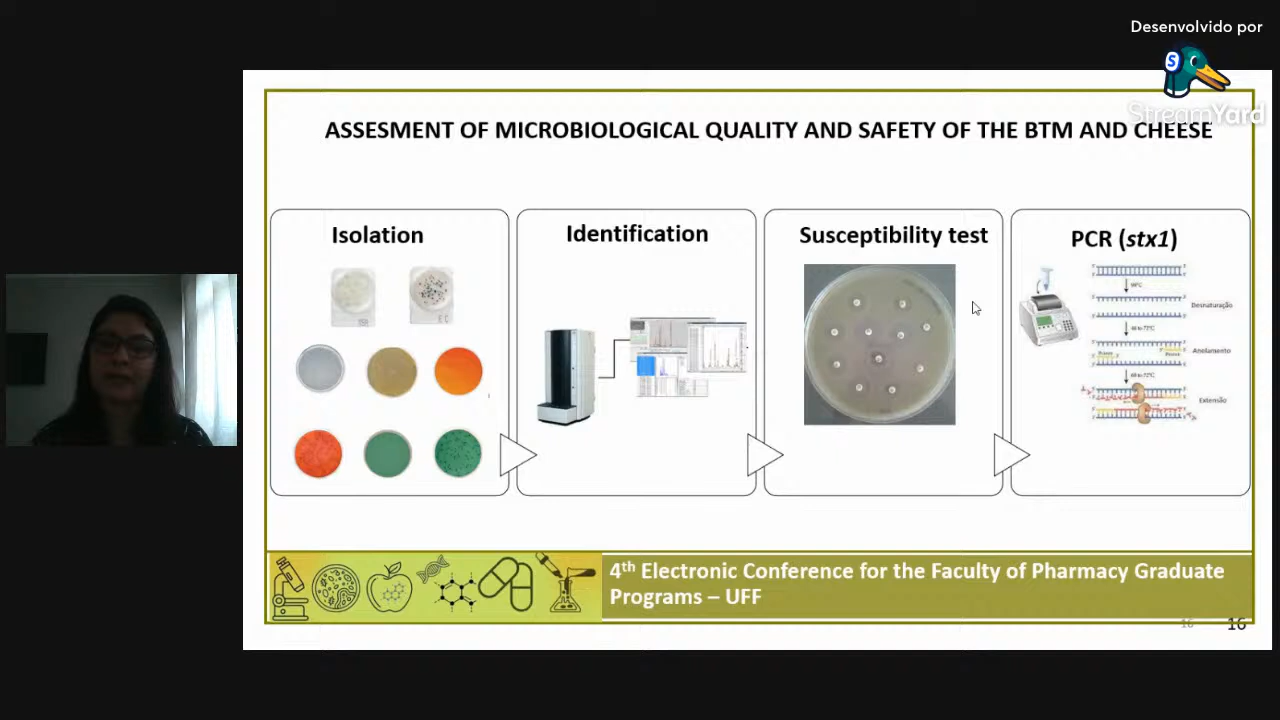 Desenvolvido por
StreamYard
ASSESMENT OF MICROBIOLOGICAL QUALITY AND SAFETY OF THE BTM AND CHEESE
Isolation
Identification
Susceptibility test
PCR (stx1)
Desnaturação
Anelamento
Extensão
4th Electronic Conference for the Faculty of Pharmacy Graduate
Programs – UFF
16
16